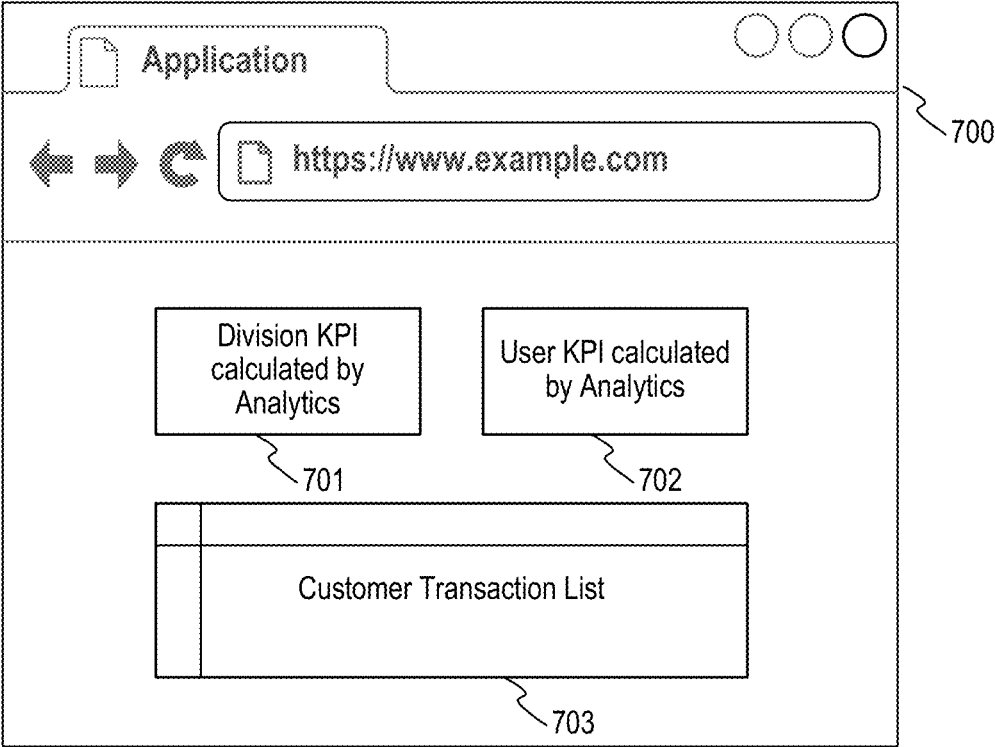 Application
700
https://www.example.com
Division KPI
calculated by
Analytics
User KPI calculated
by Analytics
701
702
Customer Transaction List
703